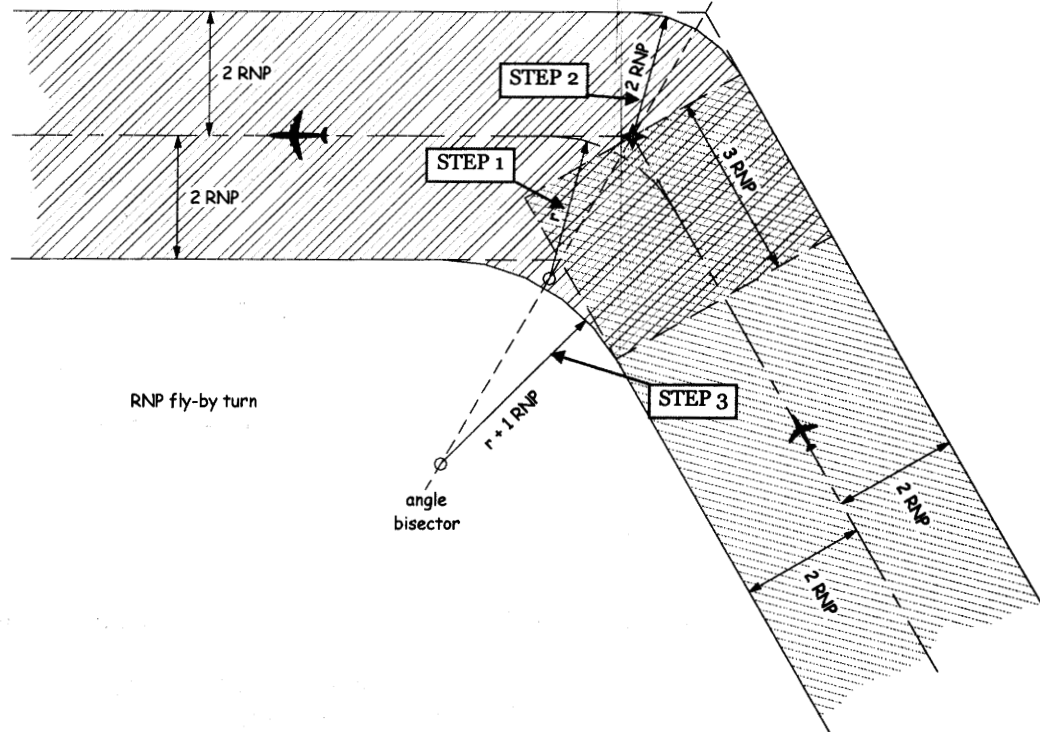 2 RNP
STEP 2
2 RNP
STEP 1
3 RNP
2 RNP
r
STEP 3
RNP fly-by turn
r + 1 RNP
angle
bisector
2 RNP
2 RNP